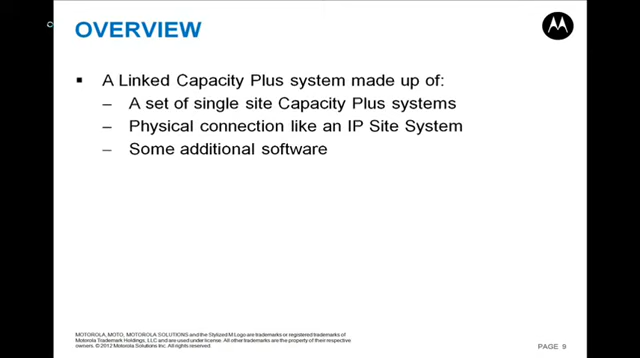 OVERVIEW
▪ A Linked Capacity Plus system made up of:
– A set of single site Capacity Plus systems
– Physical connection like an IP Site System
– Some additional software
MOTOROLA, MOTO, MOTOROLA SOLUTIONS and the Stylized M Logo are trademarks or registered trademarks of
Motorola Trademark Holdings, LLC and are used under license. All other trademarks are the property of their respective
owners. © 2012 Motorola Solutions Inc. All rights reserved.
PAGE 9